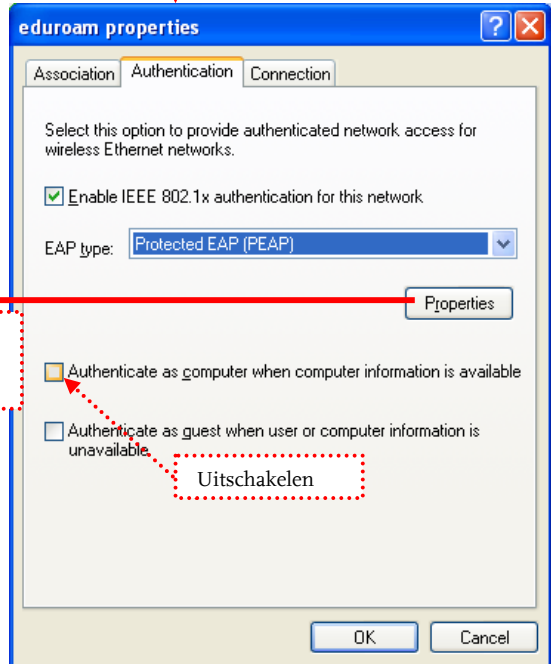 eduroam properties
Association Authentication Connection
Select this option to provide authenticated network access for
wireless Ethernet networks.
Enable IEEE 802.1x authentication for this network
EAP type: Protected EAP (PEAP)
Properties
Authenticate as computer when computer information is available
Authenticate as guest when user or computer information is
unavailable
Uitschakelen
OK Cancel